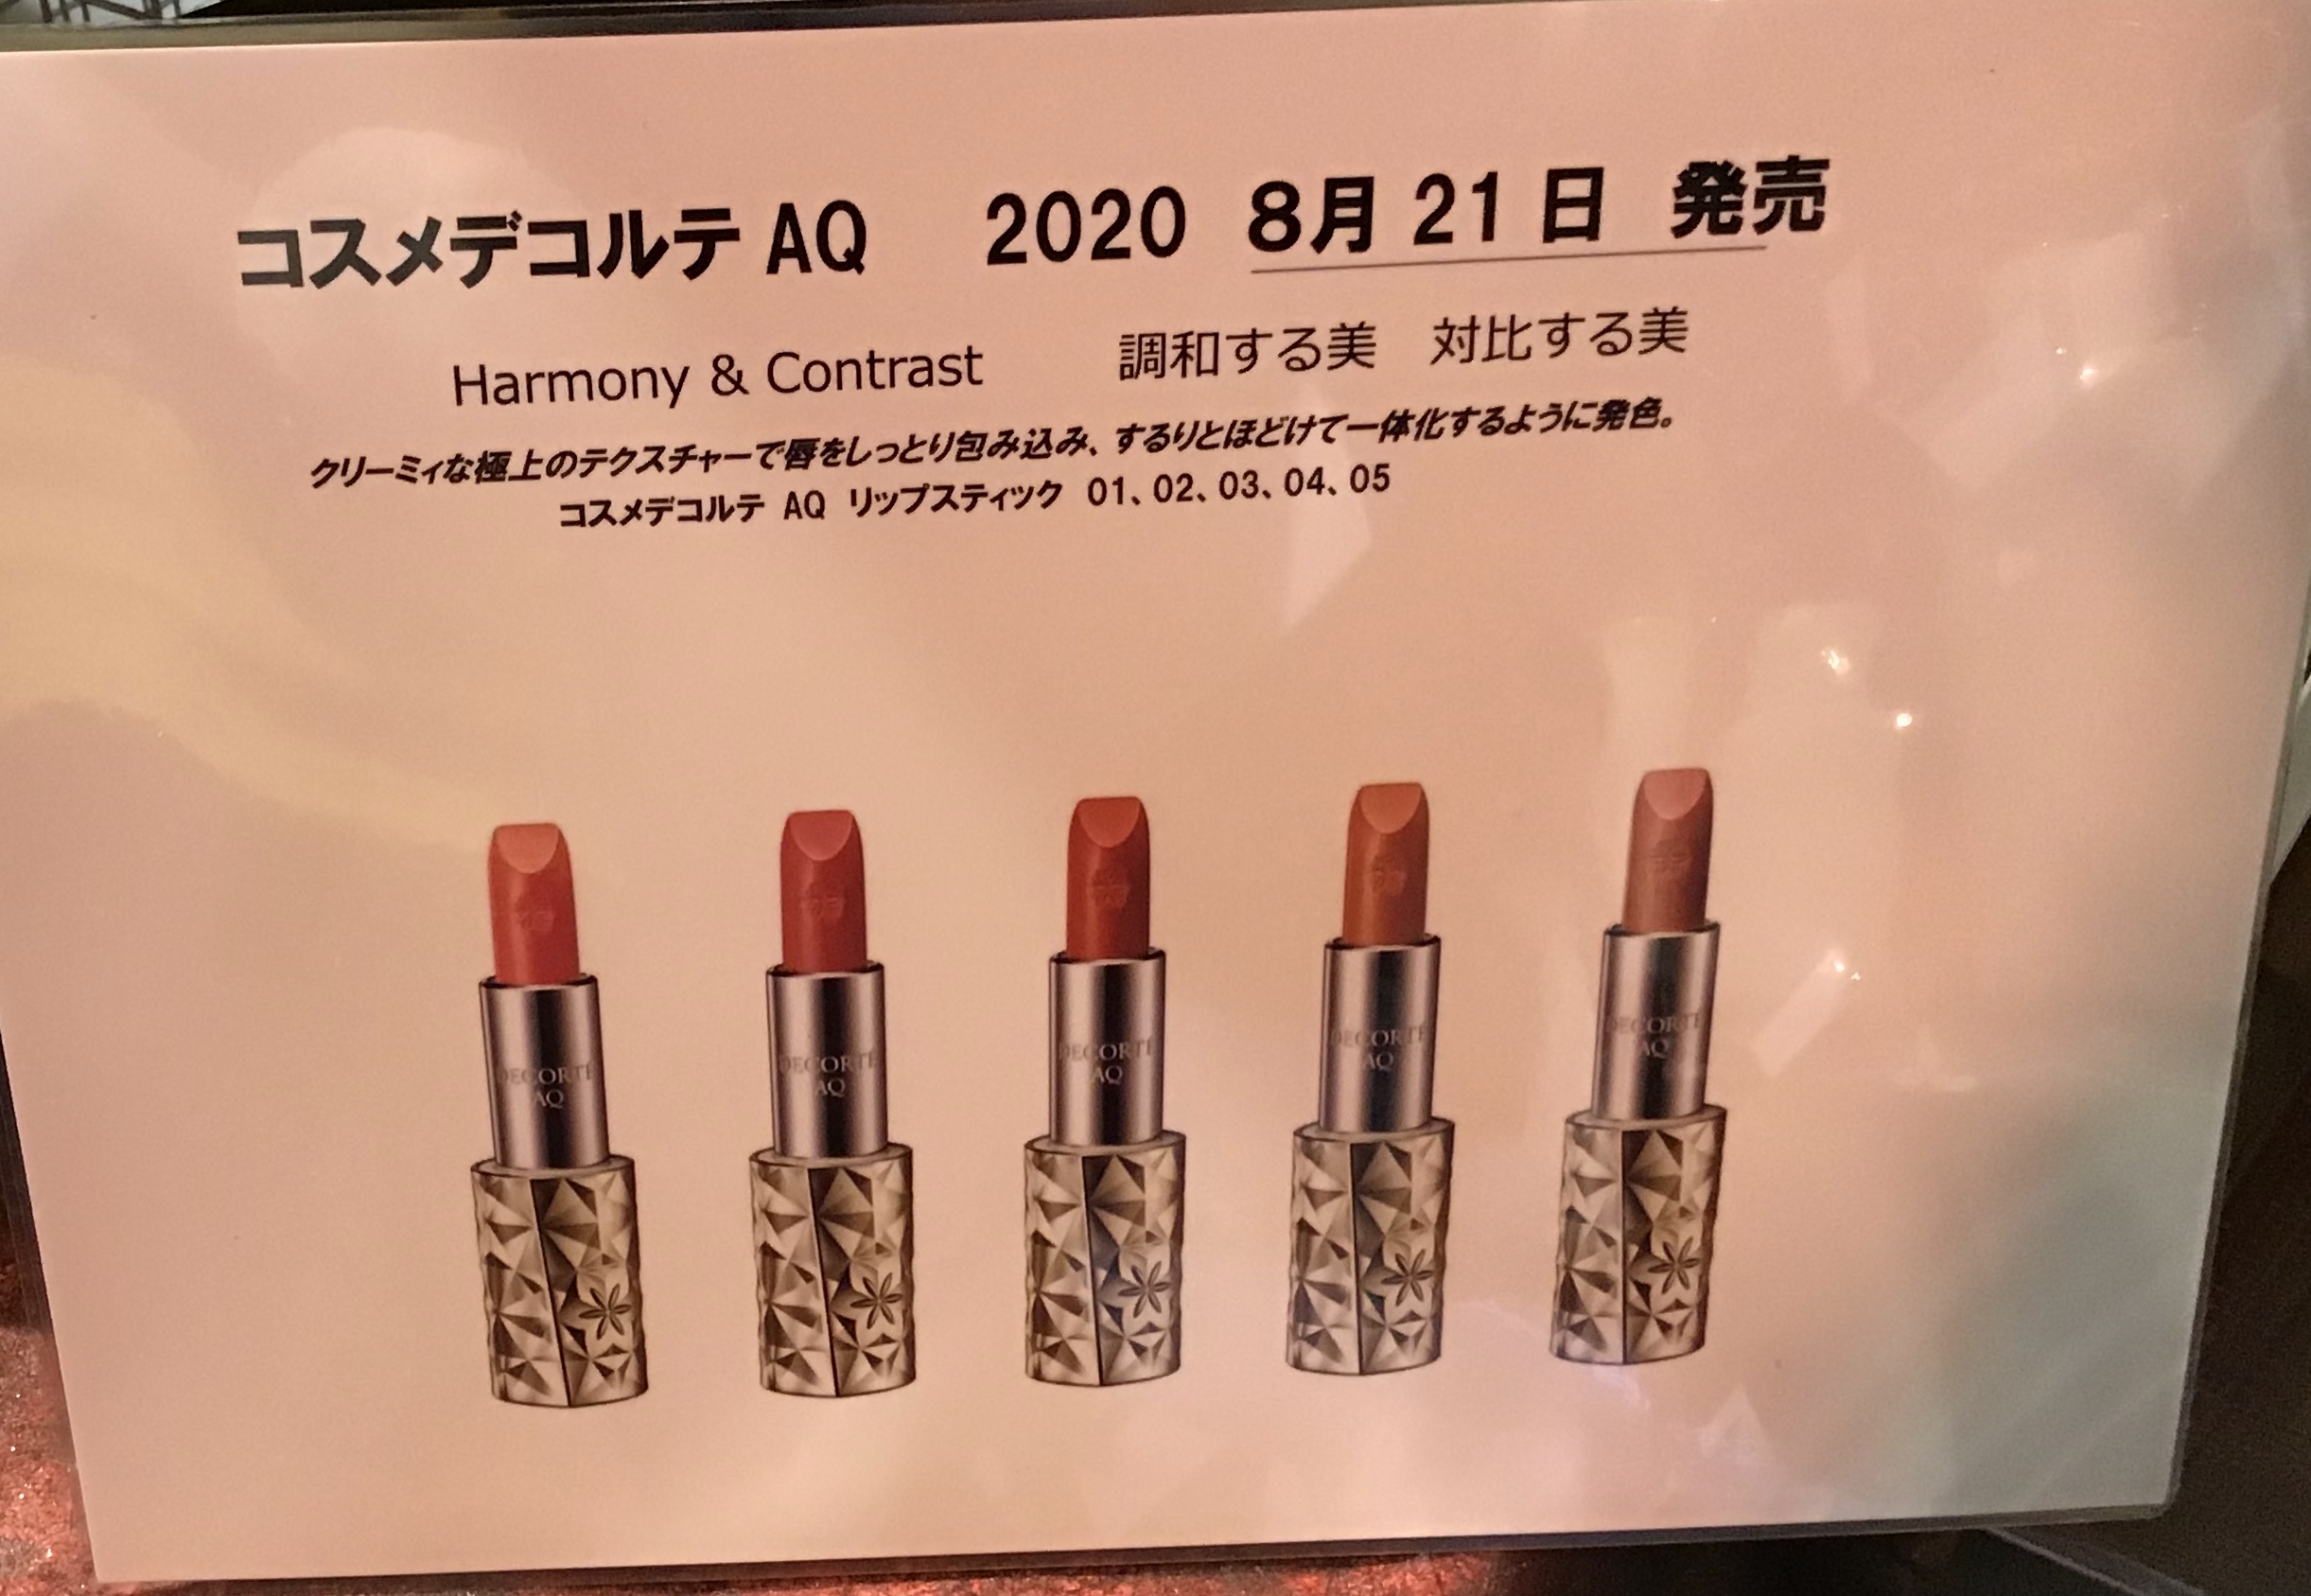 コスメデコルテ AQ 2020 8月 21 日 発売
Harmony & Contrast 調和する美 対比する美
クリーミィな極上のテクスチャーで唇をしっとり包み込み、するりとほどけて一体化するように発色。
コスメデコルテ AQ リップスティック 01、02、03、04、05
DECORTE
AQ
DECORTE
AQ
DECORTE
AQ
DECORTE
AQ
DECORTE
AQ